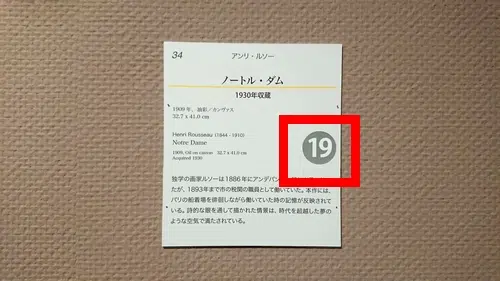 34
アンリ・ルソー
ノートル・ダム
1930年収蔵
1909 年、油彩／カンヴァス
32.7 x 41.0 cm
Henri Rousseau (1844 - 1910)
Notre Dame
1909, Oil on canvas 32.7 x 41.0 cm
Acquired 1930
19
独学の画家ルソーは1886年にアンデパン
たが、1893年まで市の税関の職員として働いていた。本作には、
パリの船着場を徘徊しながら働いていた時の記憶が反映されて
いる。詩的な眼を通して描かれた情景は、時代を超越した夢の
ような空気で満たされている。